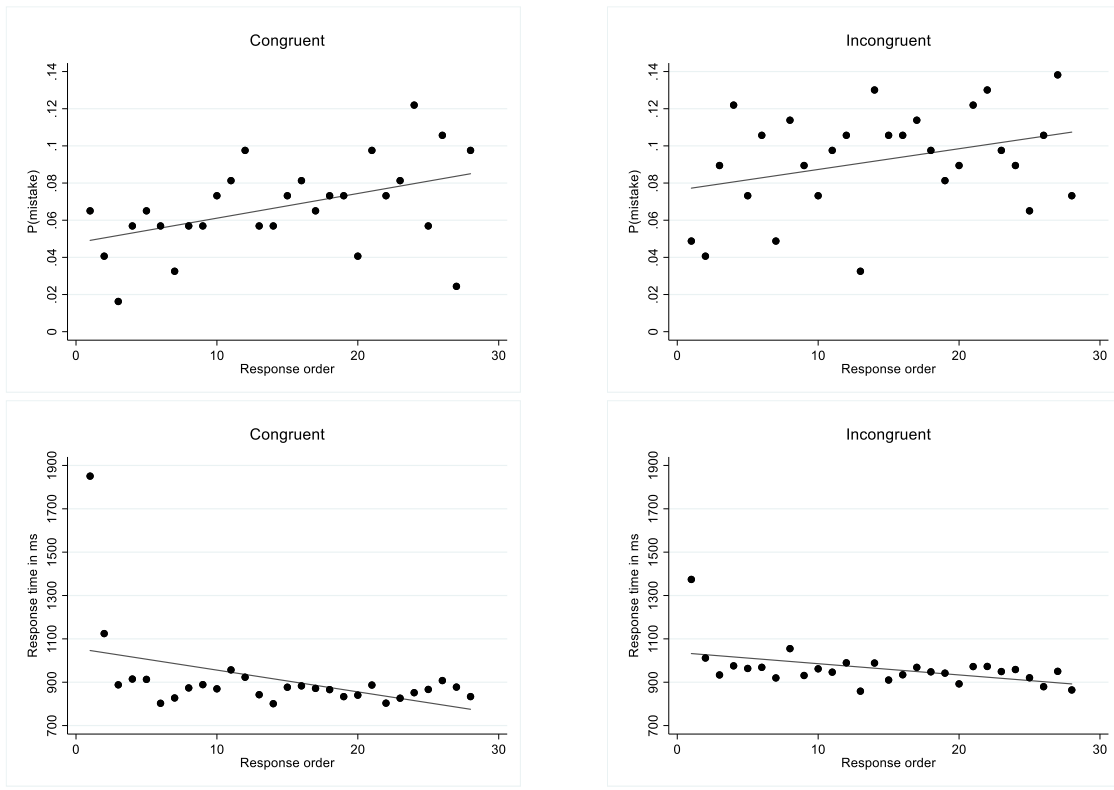 Congruent
P(mistake)
.14
.12
.1
.08
.06
.04
.02
0
0 10 20 30
Response order
Incongruent
P(mistake)
.14
.12
.1
.08
.06
.04
.02
0
0 10 20 30
Response order
Congruent
Response time in ms
1900
1700
1500
1300
1100
900
700
0 10 20 30
Response order
Incongruent
Response time in ms
1900
1700
1500
1300
1100
900
700
0 10 20 30
Response order